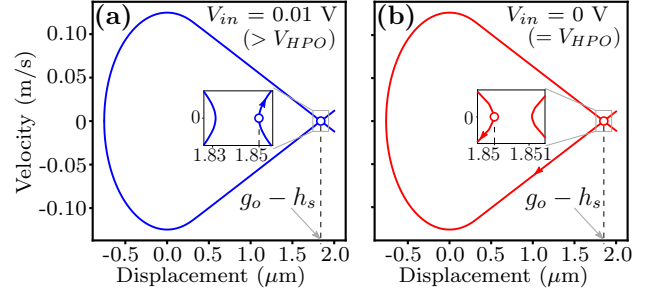 (a) V_in = 0.01 V
(> V_HPO)
(b) V_in = 0 V
(= V_HPO)
Velocity (m/s)
0.10
0.05
0
-0.05
-0.10
0
1.83 1.85
0
1.85 1.851
g_o − h_s
g_o − h_s
-0.5 0.0 0.5 1.0 1.5 2.0
-0.5 0.0 0.5 1.0 1.5 2.0
Displacement (μm)
Displacement (μm)